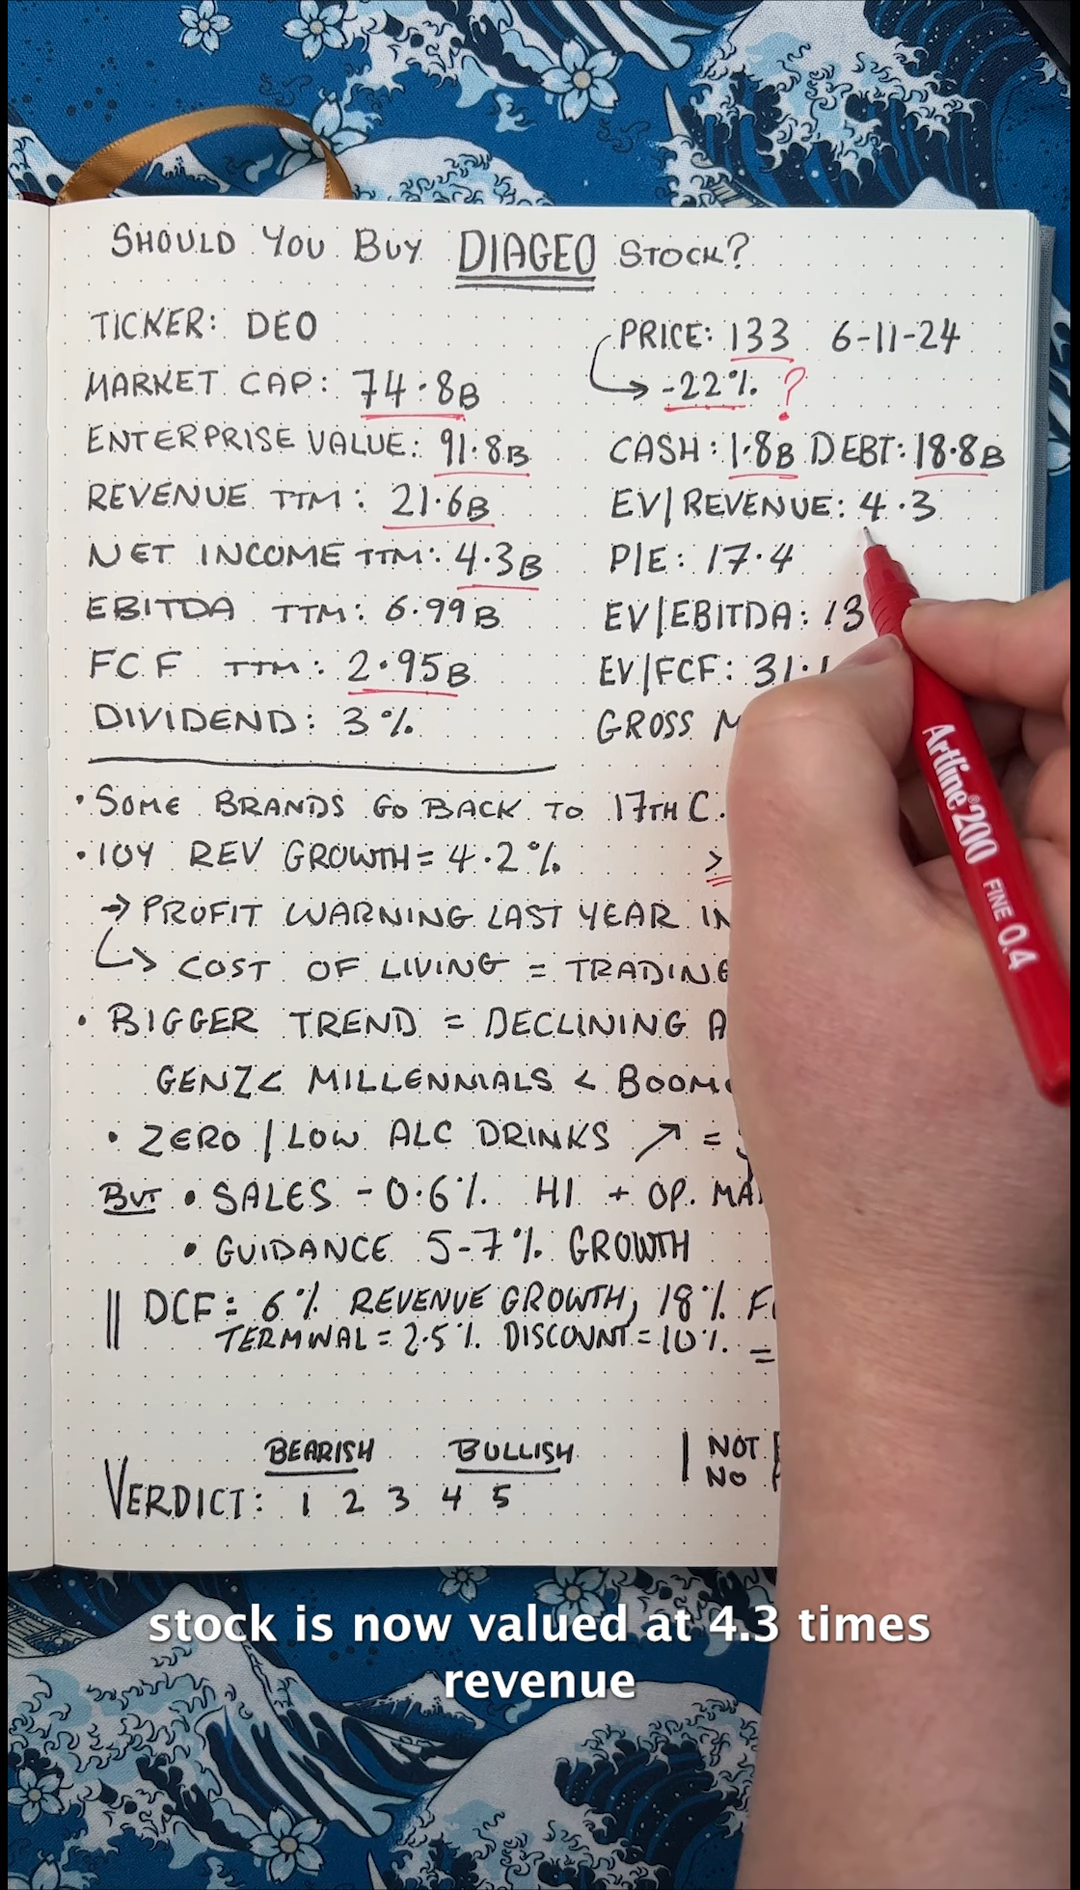 SHOULD YOU BUY DIAGEO STOCK?
TICKER: DEO
PRICE: 133 6-11-24
-22% ?
MARKET CAP: 74.8B
ENTERPRISE VALUE: 91.8B
CASH: 1.8B DEBT: 18.8B
REVENUE TTM: 21.6B
EV/REVENUE: 4.3
NET INCOME TTM: 4.3B
P/E: 17.4
EBITDA TTM: 6.99B
EV/EBITDA: 13
FCF TTM: 2.95B
EV/FCF: 31.1
DIVIDEND: 3%
GROSS
• SOME BRANDS GO BACK TO 17TH C.
• 10Y REV GROWTH = 4.2% >
→ PROFIT WARNING LAST YEAR IN
↳ COST OF LIVING = TRADING
• BIGGER TREND = DECLINING
GENZ < MILLENNIALS < BOOM
• ZERO / LOW ALC DRINKS ↗ =
BUT • SALES -0.6% H1 + OP.
• GUIDANCE 5-7% GROWTH
|| DCF: 6% REVENUE GROWTH, 18%
TERMINAL = 2.5% DISCOUNT = 10% =
BEARISH BULLISH
VERDICT: 1 2 3 4 5
NOT
NO
Artline 200 FINE 0.4
stock is now valued at 4.3 times
revenue